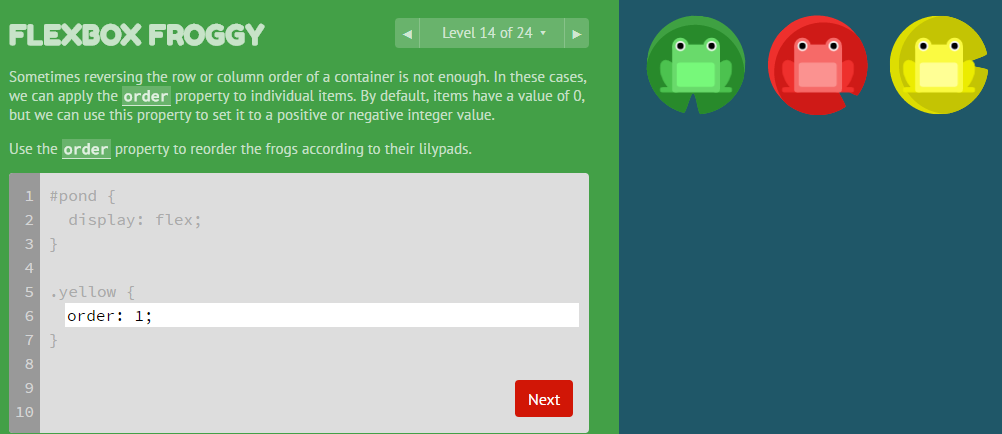 FLEXBOX FROGGY
◀ Level 14 of 24 ▾ ▶
Sometimes reversing the row or column order of a container is not enough. In these cases,
we can apply the order property to individual items. By default, items have a value of 0,
but we can use this property to set it to a positive or negative integer value.
Use the order property to reorder the frogs according to their lilypads.
1 #pond {
2 display: flex;
3 }
4
5 .yellow {
6 order: 1;
7 }
8
9
10
Next